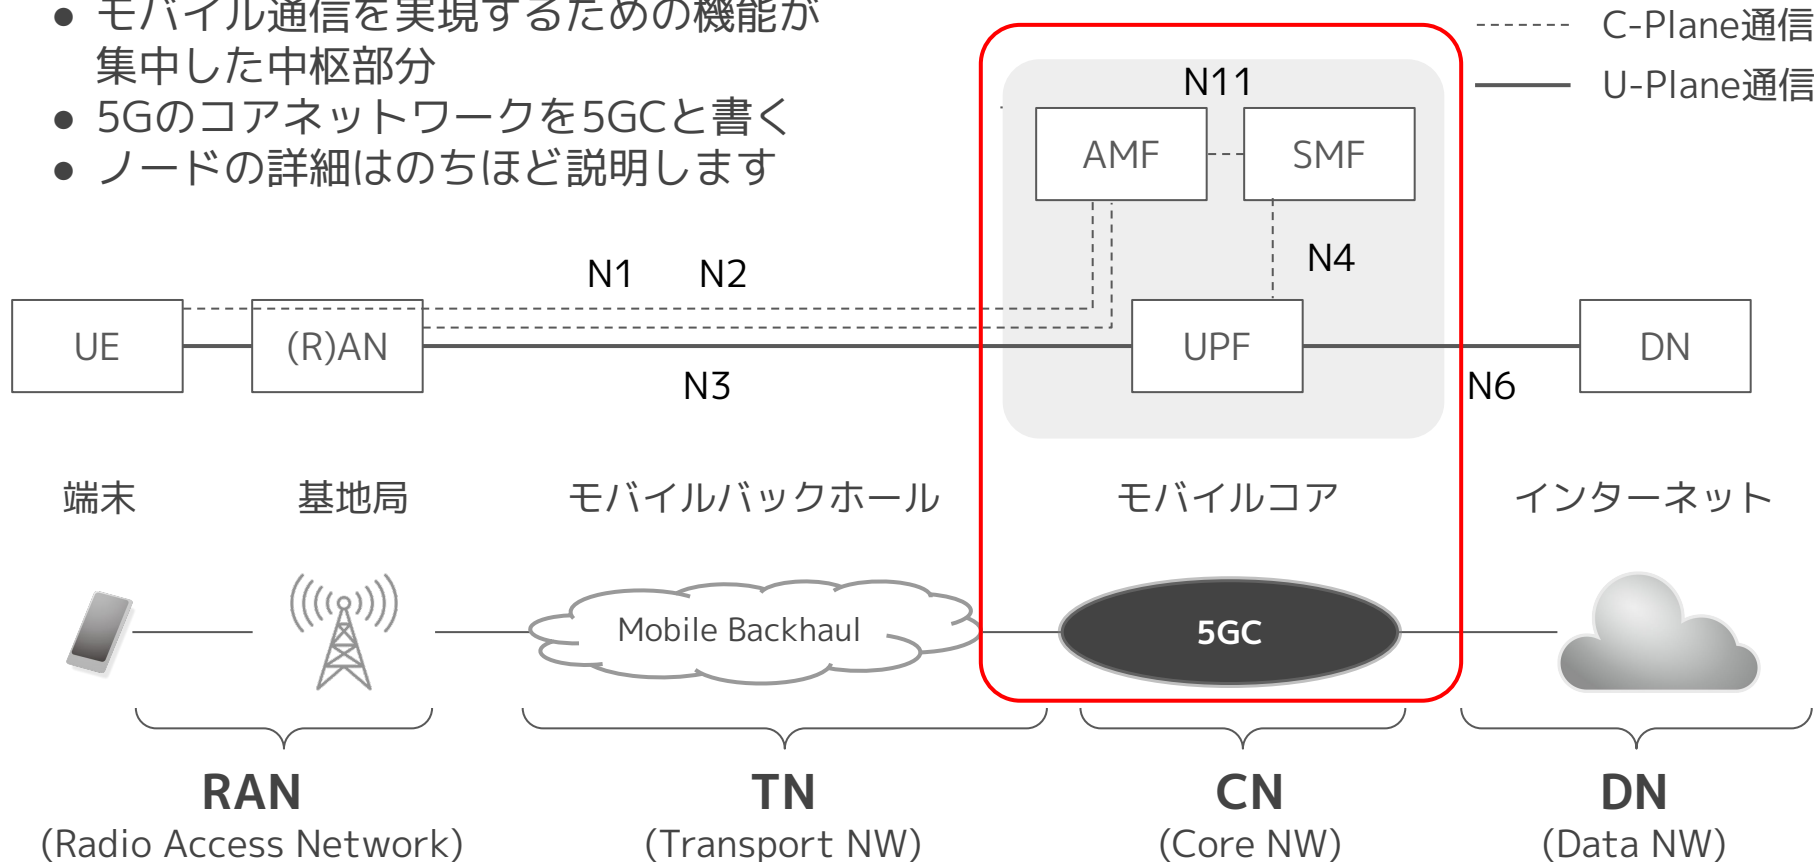 ● モバイル通信を実現するための機能が
集中した中枢部分
● 5Gのコアネットワークを5GCと書く
● ノードの詳細はのちほど説明します
C-Plane通信
U-Plane通信
N11
AMF
SMF
N1
N2
N4
UE
(R)AN
UPF
DN
N3
N6
端末
基地局
モバイルバックホール
モバイルコア
インターネット
Mobile Backhaul
5GC
RAN
TN
CN
DN
(Radio Access Network)
(Transport NW)
(Core NW)
(Data NW)